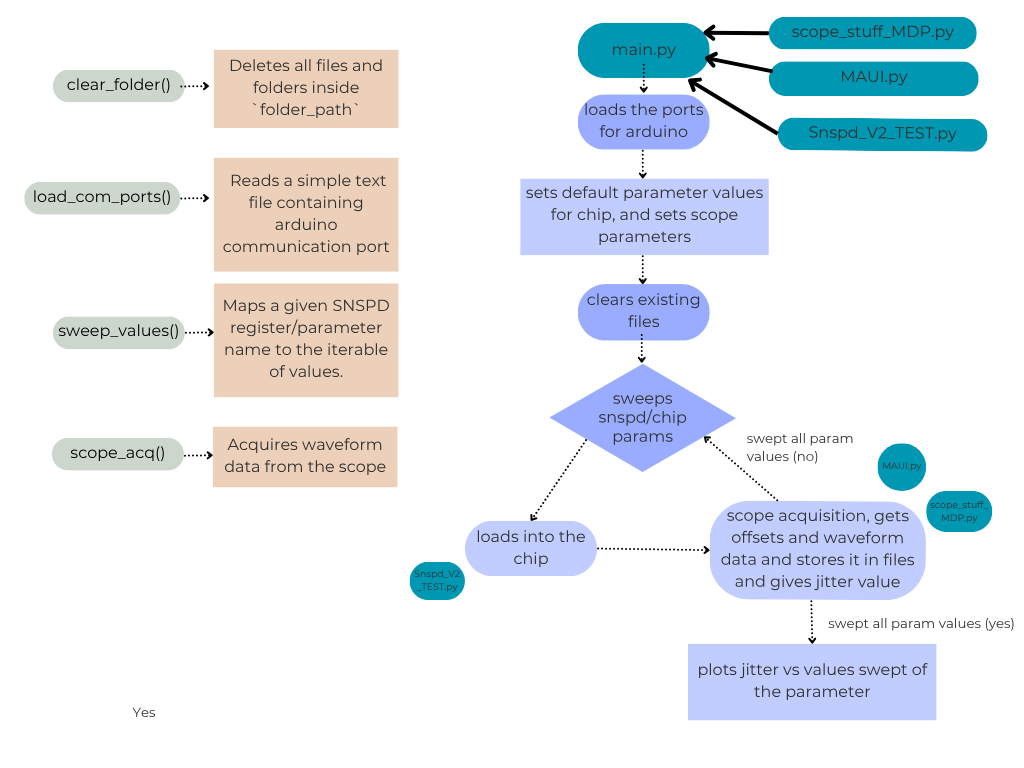 clear_folder()
Deletes all files and
folders inside
`folder_path`
load_com_ports()
Reads a simple text
file containing
arduino
communication port
sweep_values()
Maps a given SNSPD
register/parameter
name to the iterable
of values.
scope_acq()
Acquires waveform
data from the scope
Yes
main.py
scope_stuff_MDP.py
MAUI.py
Snspd_V2_TEST.py
loads the ports
for arduino
sets default parameter values
for chip, and sets scope
parameters
clears existing
files
sweeps
snspd/chip
params
swept all param
values (no)
MAUI.py
scope_stuff_
MDP.py
loads into the
chip
Snspd_V2
_TEST.py
scope acquisition, gets
offsets and waveform
data and stores it in files
and gives jitter value
swept all param values (yes)
plots jitter vs values swept of
the parameter